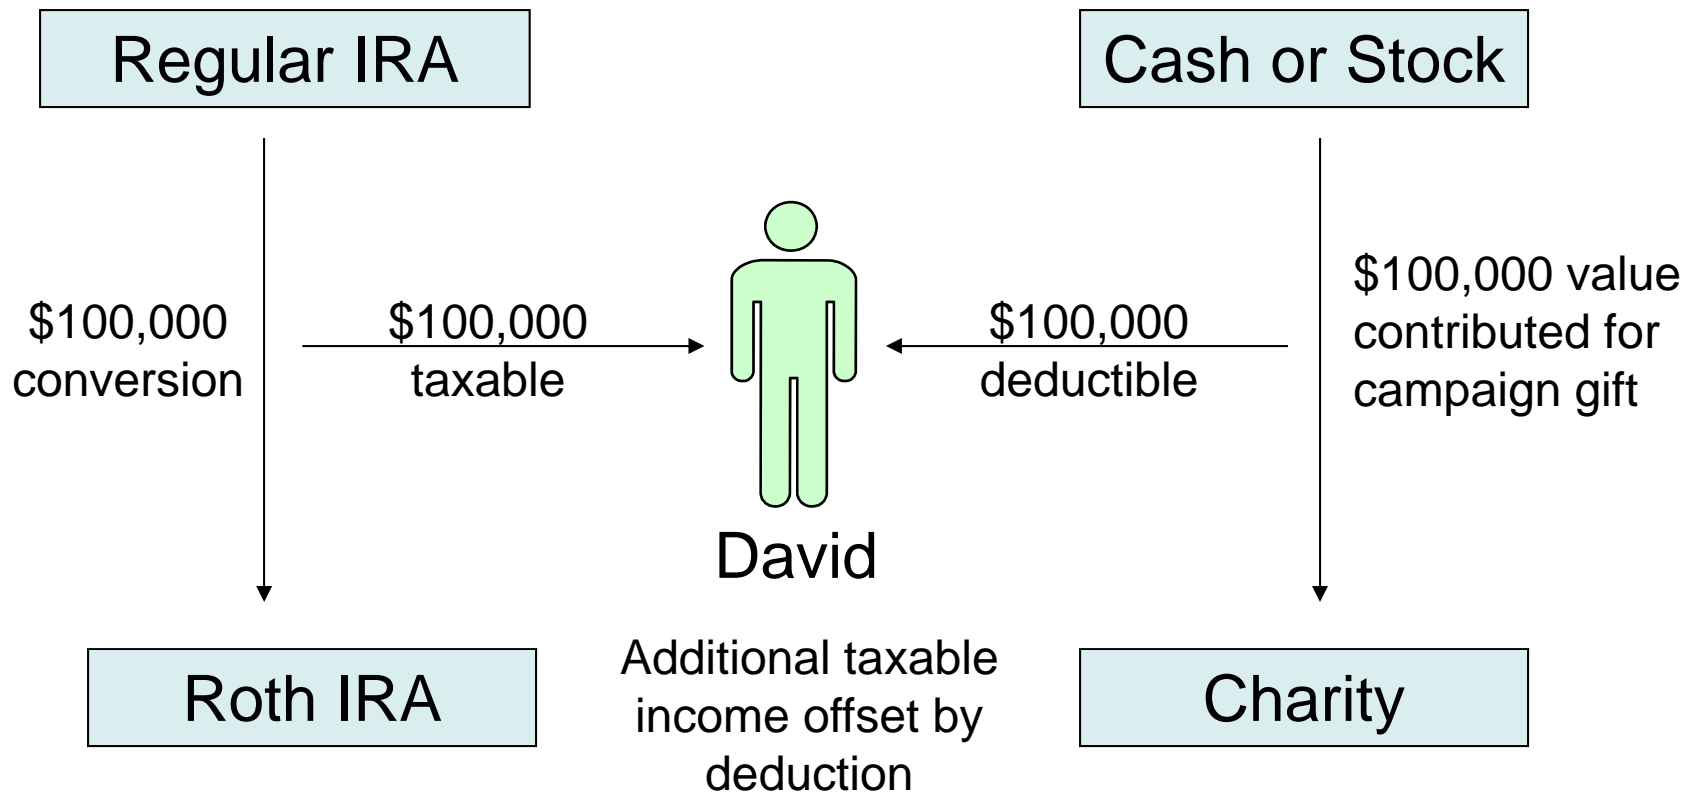 Regular IRA
Cash or Stock
$100,000
conversion
$100,000
taxable
$100,000
deductible
$100,000 value
contributed for
campaign gift
David
Roth IRA
Additional taxable
income offset by
deduction
Charity